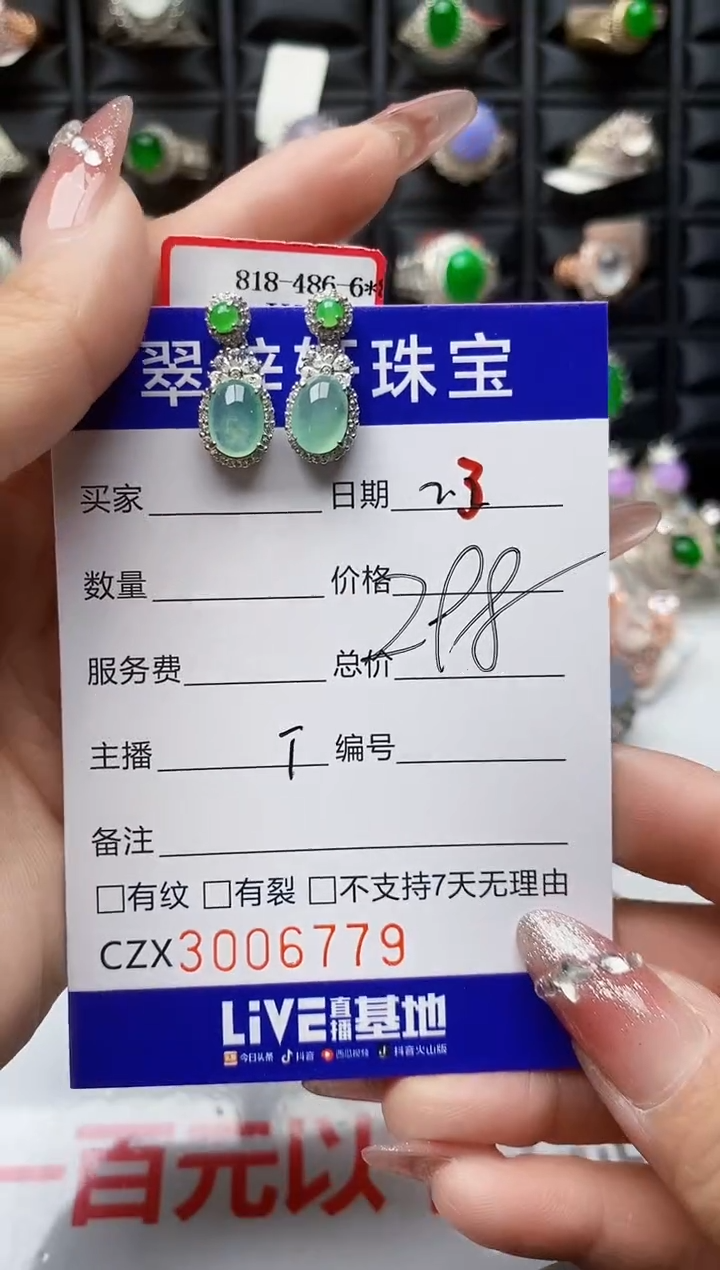 818-486-6*
翠 珠宝
买家 日期 23
数量 价格 298
服务费 总价
主播 T 编号
备注
□有纹 □有裂 □不支持7天无理由
CZX3006779
LiVE直播基地
今日头条 抖音 西瓜视频 抖音火山版
一百元以